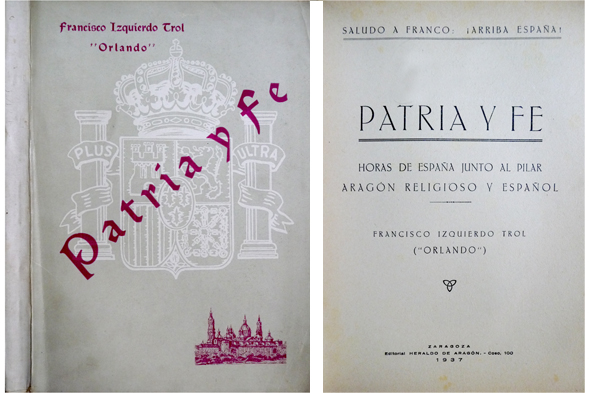 Francisco Izquierdo Trol
"Orlando"
Patria y fe
PLUS ULTRA
SALUDO A FRANCO: ¡ARRIBA ESPAÑA!
PATRIA Y FE
HORAS DE ESPAÑA JUNTO AL PILAR
ARAGÓN RELIGIOSO Y ESPAÑOL
FRANCISCO IZQUIERDO TROL
("ORLANDO")
ZARAGOZA
Editorial HERALDO DE ARAGÓN. - Coso, 100
1937